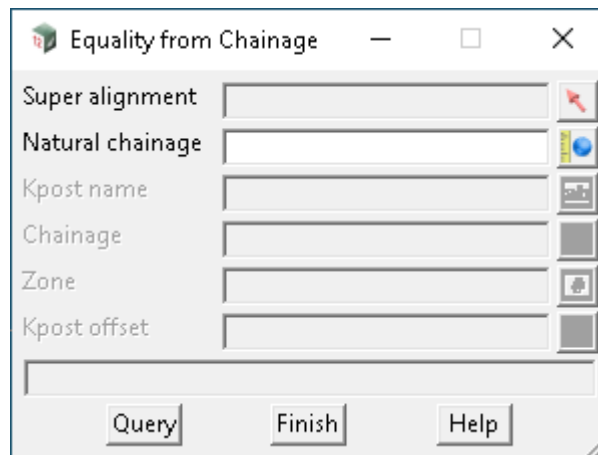 Equality from Chainage
Super alignment
Natural chainage
Kpost name
Chainage
Zone
Kpost offset
Query Finish Help